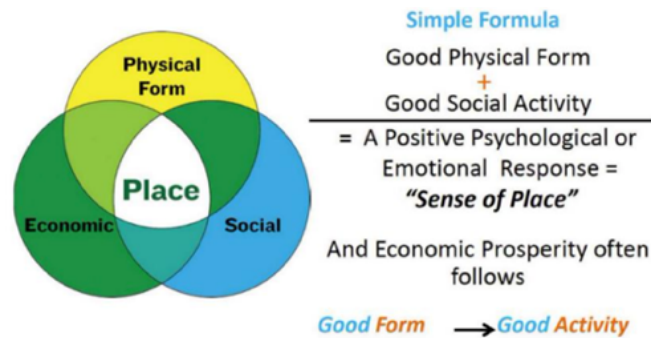 Physical
Form
Place
Economic
Social
Simple Formula
Good Physical Form
+
Good Social Activity
= A Positive Psychological or
Emotional Response =
“Sense of Place”
And Economic Prosperity often
follows
Good Form → Good Activity